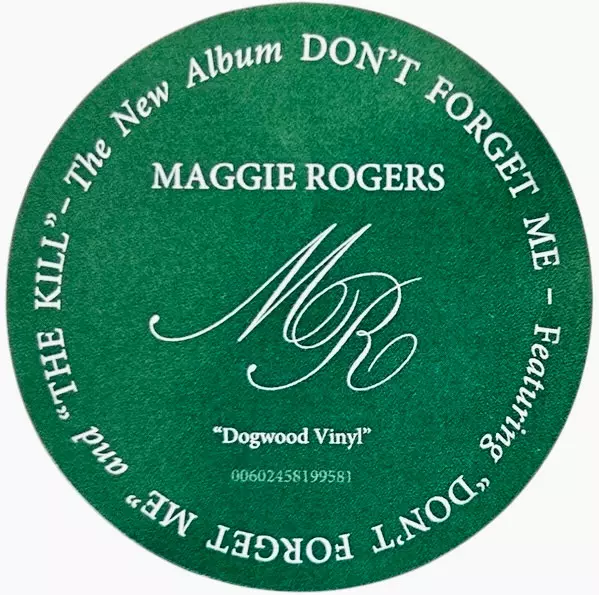 The New Album DON'T FORGET ME – Featuring "DON'T FORGET ME" and "THE KILL" –
MAGGIE ROGERS
MR
"Dogwood Vinyl"
00602458199581